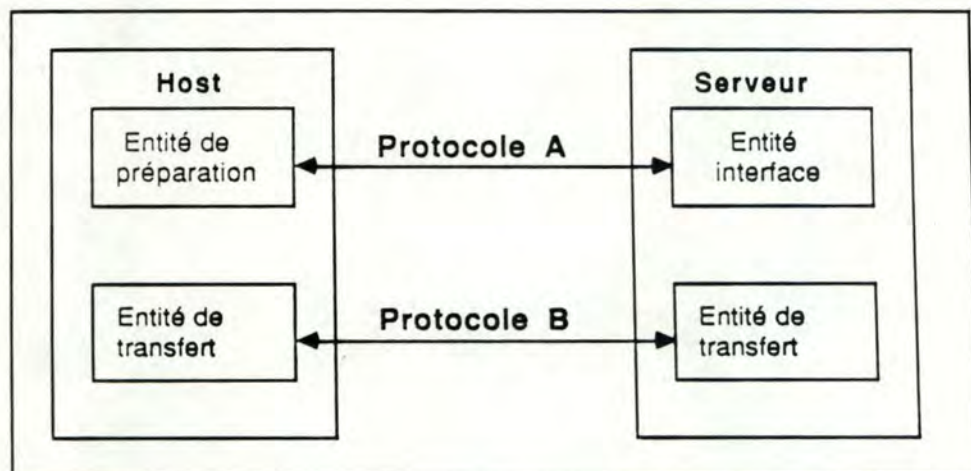 Host
Serveur
Entité de
préparation
Protocole A
Entité
interface
Entité de
transfert
Protocole B
Entité de
transfert